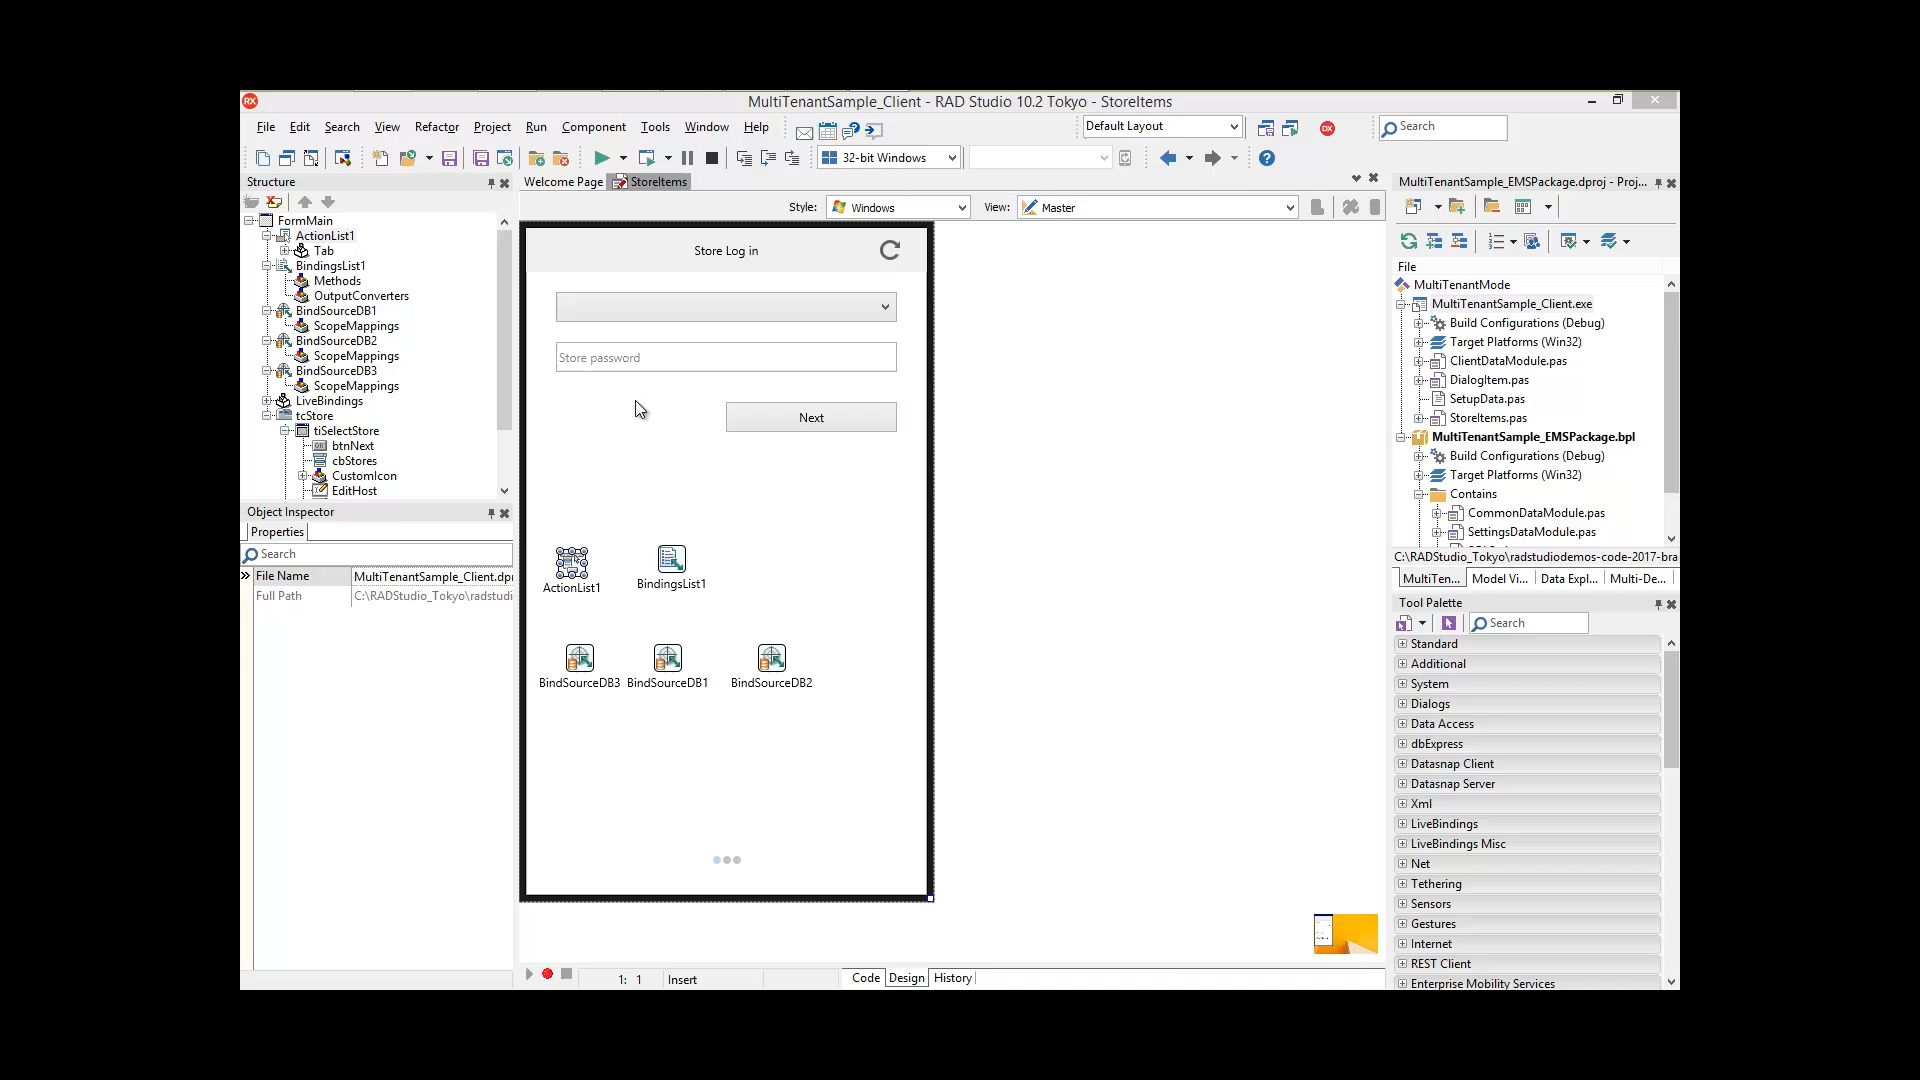 RX
MultiTenantSample_Client - RAD Studio 10.2 Tokyo - StoreItems
File Edit Search View Refactor Project Run Component Tools Window Help
Default Layout
DX
Search
32-bit Windows
Structure
Welcome Page
StoreItems
MultiTenantSample_EMSPackage.dproj - Proj...
Style:
Windows
View:
Master
FormMain
ActionList1
Tab
BindingsList1
Methods
OutputConverters
BindSourceDB1
ScopeMappings
BindSourceDB2
ScopeMappings
BindSourceDB3
ScopeMappings
LiveBindings
tcStore
tiSelectStore
btnNext
cbStores
CustomIcon
EditHost
Object Inspector
Properties
Search
File Name
MultiTenantSample_Client.dpr
Full Path
C:\RADStudio_Tokyo\radstudi
Store Log in
Store password
Next
ActionList1
BindingsList1
BindSourceDB3
BindSourceDB1
BindSourceDB2
1: 1
Insert
Code
Design
History
File
MultiTenantMode
MultiTenantSample_Client.exe
Build Configurations (Debug)
Target Platforms (Win32)
ClientDataModule.pas
DialogItem.pas
SetupData.pas
StoreItems.pas
MultiTenantSample_EMSPackage.bpl
Build Configurations (Debug)
Target Platforms (Win32)
Contains
CommonDataModule.pas
SettingsDataModule.pas
C:\RADStudio_Tokyo\radstudiodemos-code-2017-bra
MultiTen...
Model Vi...
Data Expl...
Multi-De...
Tool Palette
Search
Standard
Additional
System
Dialogs
Data Access
dbExpress
Datasnap Client
Datasnap Server
Xml
LiveBindings
LiveBindings Misc
Net
Tethering
Sensors
Gestures
Internet
REST Client
Enterprise Mobility Services